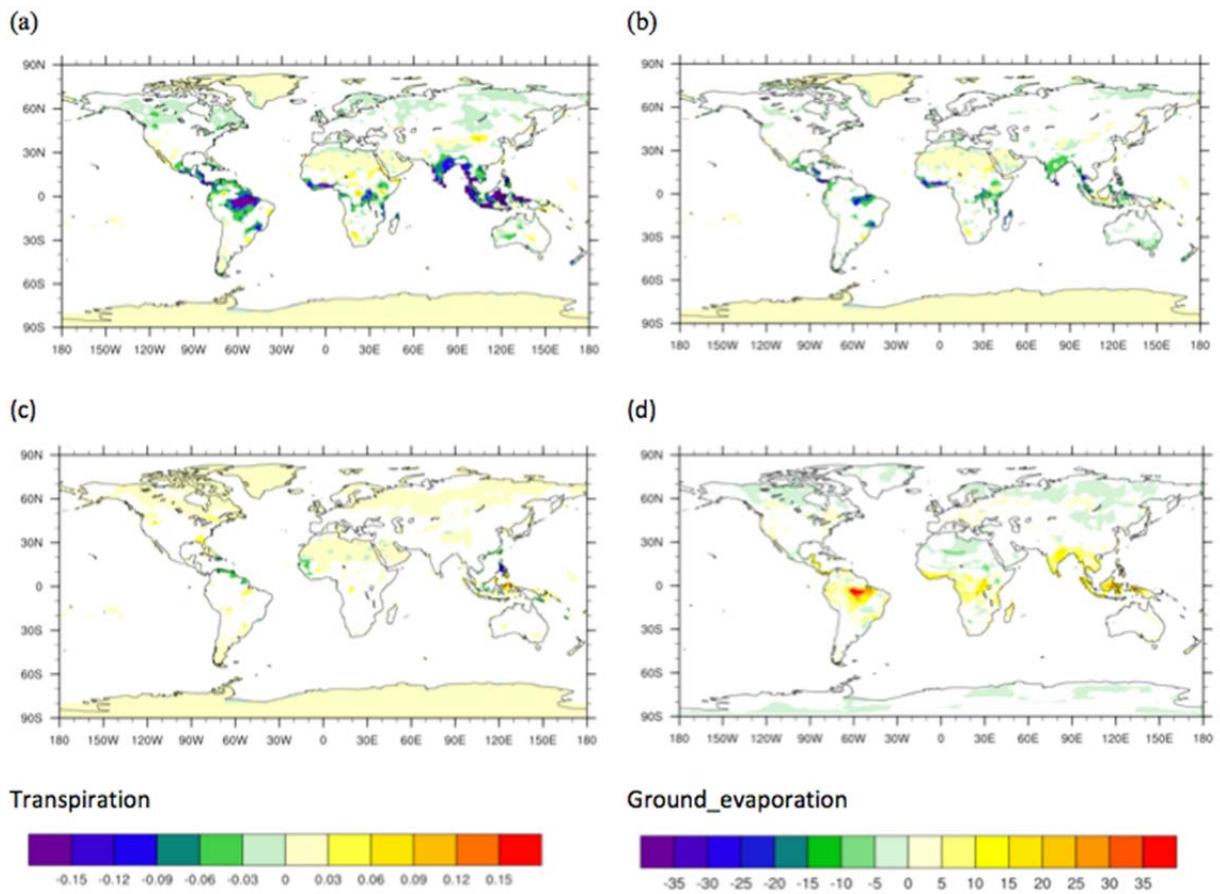 (a)
(b)
90N
60N
30N
0
30S
60S
90S
180 150W 120W 90W 60W 30W 0 30E 60E 90E 120E 150E 180
90N
60N
30N
0
30S
60S
90S
180 150W 120W 90W 60W 30W 0 30E 60E 90E 120E 150E 180
(c)
(d)
90N
60N
30N
0
30S
60S
90S
180 150W 120W 90W 60W 30W 0 30E 60E 90E 120E 150E 180
90N
60N
30N
0
30S
60S
90S
180 150W 120W 90W 60W 30W 0 30E 60E 90E 120E 150E 180
Transpiration
-0.15 -0.12 -0.09 -0.06 -0.03 0 0.03 0.06 0.09 0.12 0.15
Ground_evaporation
-35 -30 -25 -20 -15 -10 -5 0 5 10 15 20 25 30 35